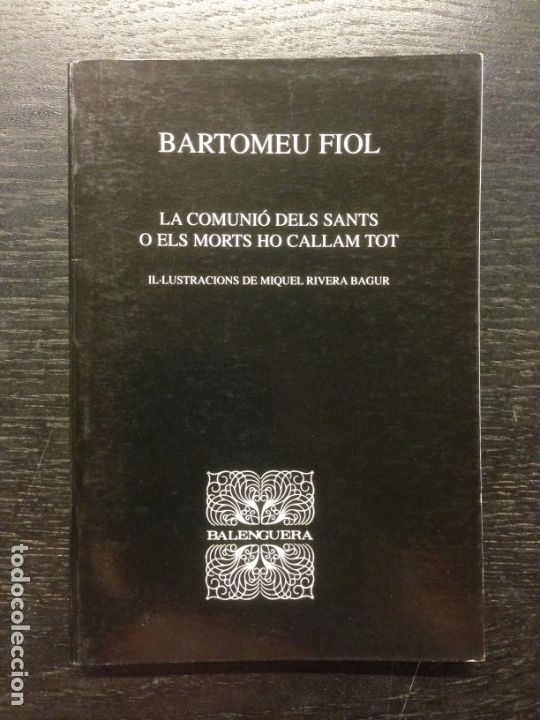 BARTOMEU FIOL
LA COMUNIÓ DELS SANTS
O ELS MORTS HO CALLAM TOT
IL·LUSTRACIONS DE MIQUEL RIVERA BAGUR
BALENGUERA
todocoleccion.net